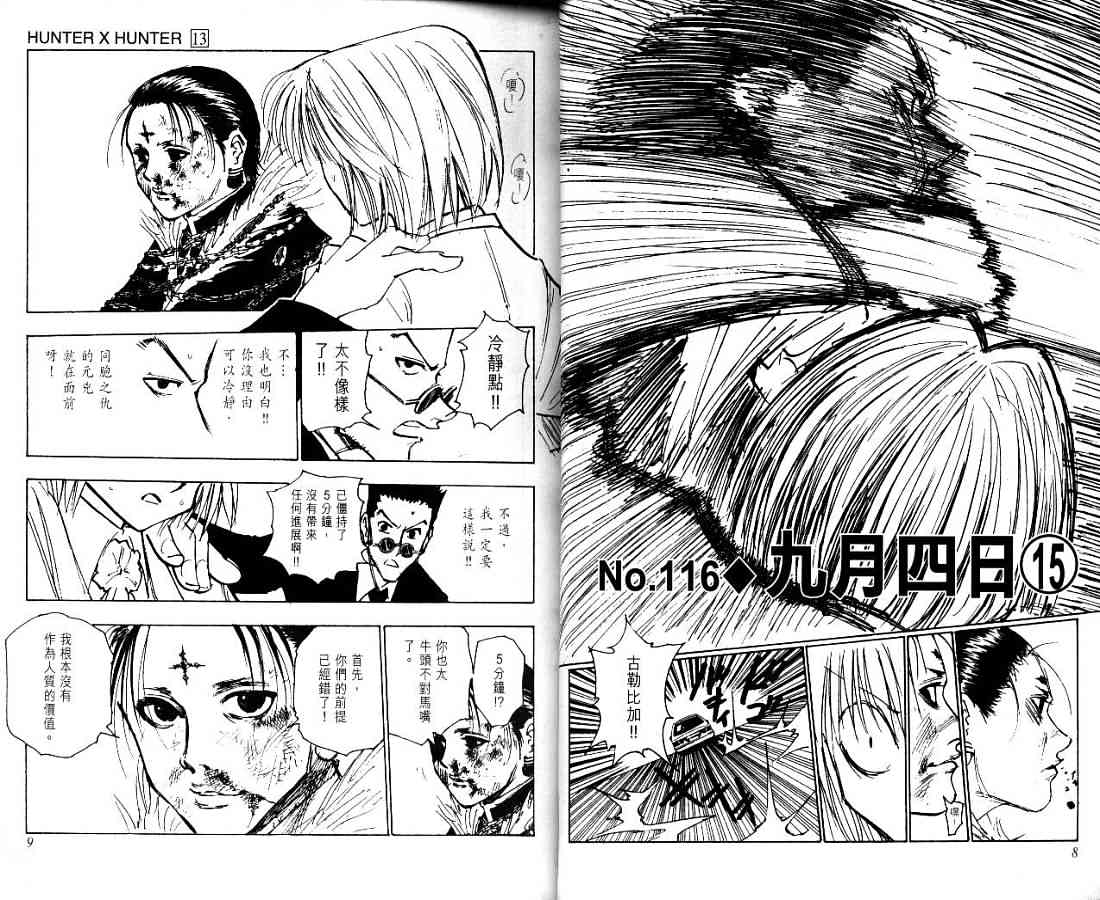 No.116◆九月四日⑮
嗄!
古勒比加!!
8
HUNTER X HUNTER 13
嗄!
嗄!
冷靜點!!
太不像樣
了!!
不…
我也明白!!
你沒理由
可以冷靜,
同胞之仇
的元兇
就在面前
呀!
不過,
我一定要
這樣說!!
已僵持了
5分鐘,
沒有帶來
任何進展啊!!
5分鐘!?
你也太
牛頭不對馬嘴
了。
首先,
你們的前提
已經錯了!
我根本沒有
作為人質的價值。
9